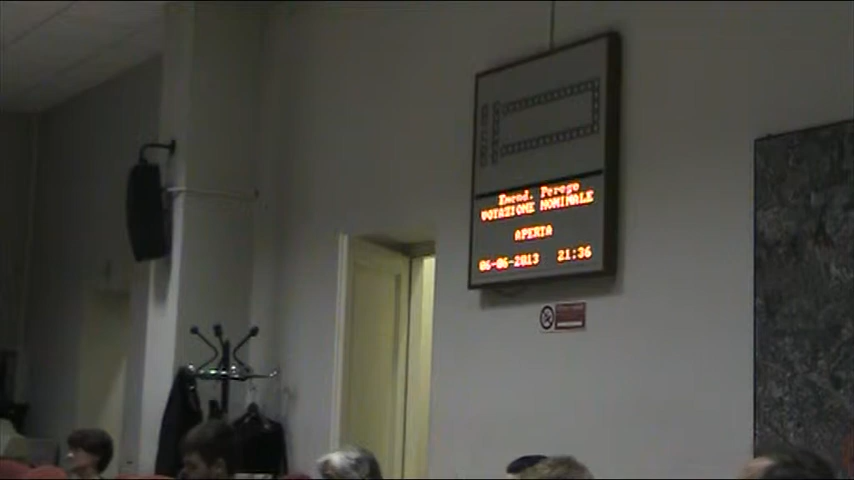 Emend. Perego
VOTAZIONE NOMINALE
APERTA
06-06-2013 21:36